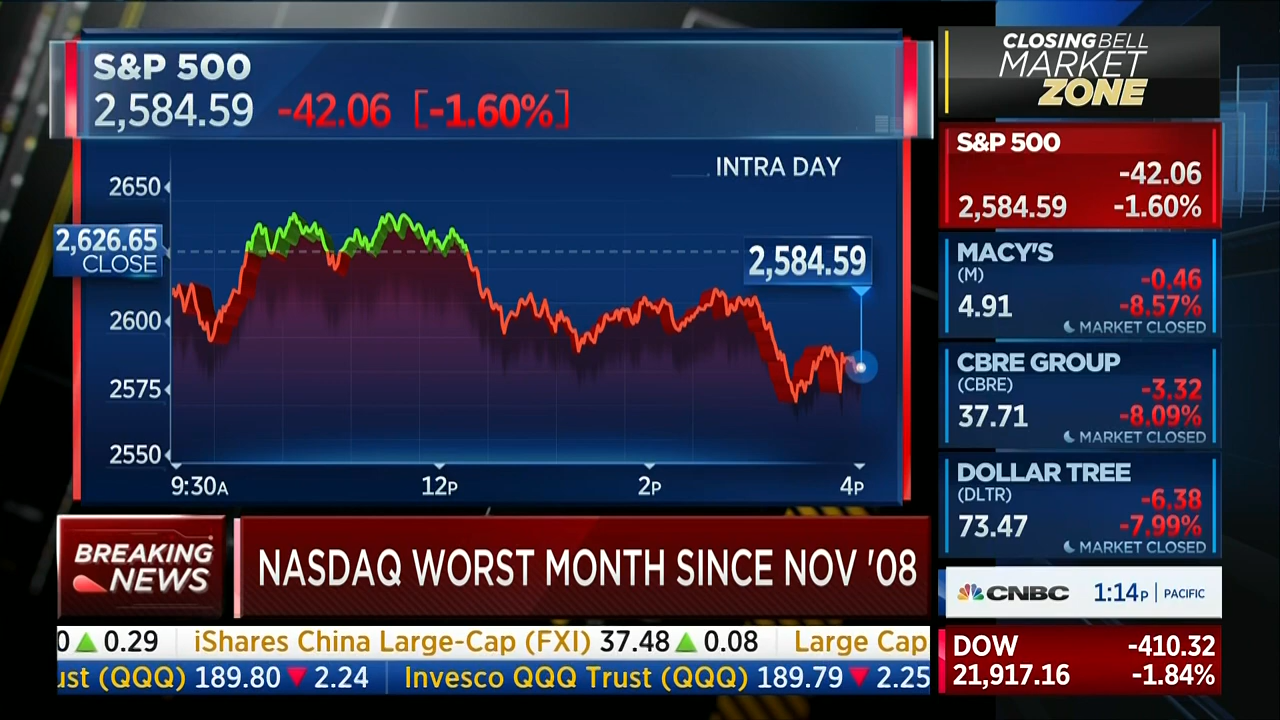 S&P 500
2,584.59 -42.06 [-1.60%]
INTRA DAY
2650
2,626.65
CLOSE
2600
2575
2550
2,584.59
9:30A 12P 2P 4P
BREAKING
NEWS
NASDAQ WORST MONTH SINCE NOV '08
0 ▲ 0.29 iShares China Large-Cap (FXI) 37.48 ▲ 0.08 Large Cap
ust (QQQ) 189.80 ▼ 2.24 Invesco QQQ Trust (QQQ) 189.79 ▼ 2.25
CLOSING BELL
MARKET
ZONE
S&P 500
-42.06
2,584.59 -1.60%
MACY'S
(M) -0.46
4.91 -8.57%
MARKET CLOSED
CBRE GROUP
(CBRE) -3.32
37.71 -8.09%
MARKET CLOSED
DOLLAR TREE
(DLTR) -6.38
73.47 -7.99%
MARKET CLOSED
CNBC 1:14P | PACIFIC
DOW -410.32
21,917.16 -1.84%